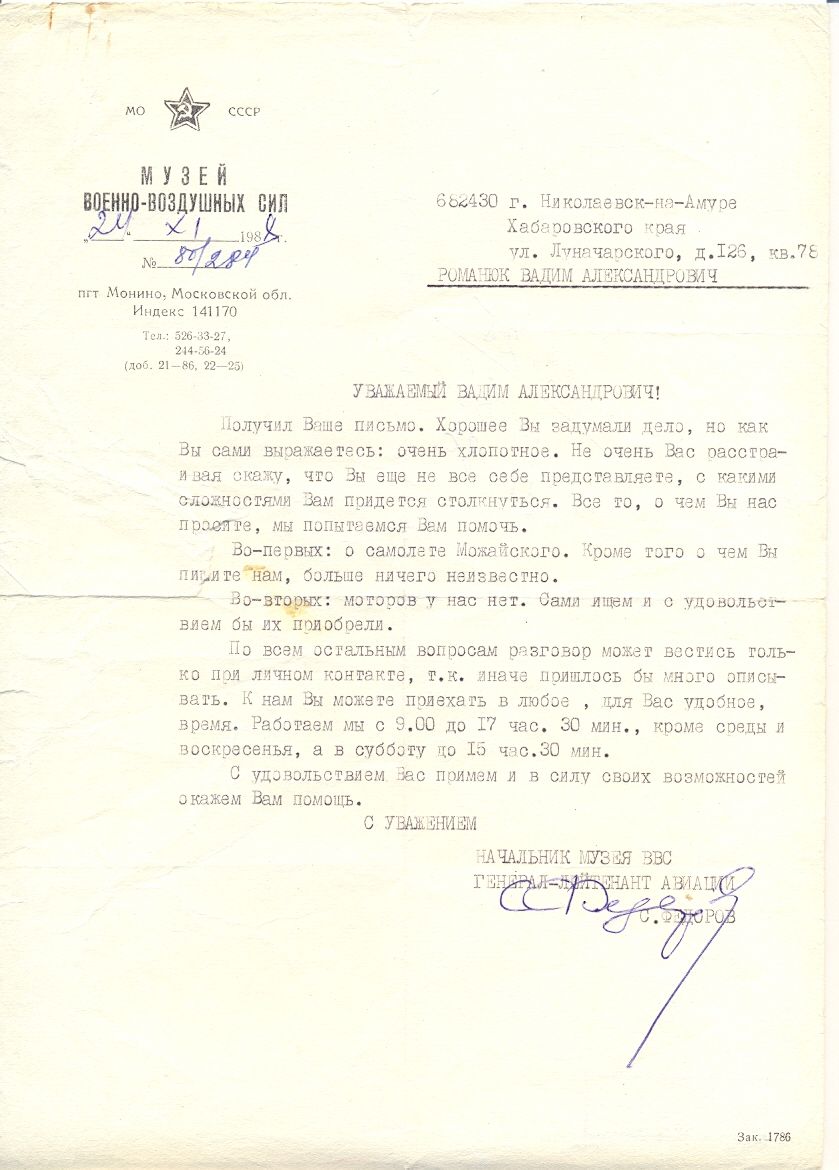 МО СССР
МУЗЕЙ
ВОЕННО-ВОЗДУШНЫХ СИЛ
„24" XI 1988 г.
№ 80/284
пгт Монино, Московской обл.
Индекс 141170
Тел.: 526-33-27,
244-56-24
(доб. 21—86, 22—25)
682430 г. Николаевск-на-Амуре
Хабаровского края
ул. Луначарского, д.126, кв.78
РОМАНЮК ВАДИМ АЛЕКСАНДРОВИЧ
УВАЖАЕМЫЙ ВАДИМ АЛЕКСАНДРОВИЧ!
Получил Ваше письмо. Хорошее Вы задумали дело, но как
Вы сами выражаетесь: очень хлопотное. Не очень Вас расстра-
ивая скажу, что Вы еще не все себе представляете, с какими
сложностями Вам придется столкнуться. Все то, о чем Вы нас
просите, мы попытаемся Вам помочь.
Во-первых: о самолете Можайского. Кроме того о чем Вы
пишите нам, больше ничего неизвестно.
Во-вторых: моторов у нас нет. Сами ищем и с удовольст-
вием бы их приобрели.
По всем остальным вопросам разговор может вестись толь-
ко при личном контакте, т.к. иначе пришлось бы много описы-
вать. К нам Вы можете приехать в любое , для Вас удобное,
время. Работаем мы с 9.00 до 17 час. 30 мин., кроме среды и
воскресенья, а в субботу до 15 час.30 мин.
С удовольствием Вас примем и в силу своих возможностей
окажем Вам помощь.
С УВАЖЕНИЕМ
НАЧАЛЬНИК МУЗЕЯ ВВС
ГЕНЕРАЛ-ЛЕЙТЕНАНТ АВИАЦИИ
С.ФЕДОРОВ
Зак. 1786